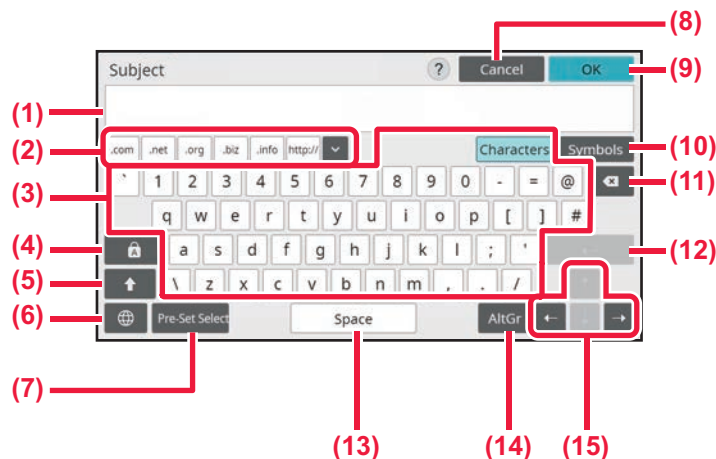 (8)
Subject ? Cancel OK (9)
(1)
(2) .com .net .org .biz .info http:// Characters Symbols (10)
(3) ` 1 2 3 4 5 6 7 8 9 0 - = @ (11)
q w e r t y u i o p [ ] #
(4) A a s d f g h j k l ; ' (12)
(5) \ z x c v b n m , . /
(6) Pre-Set Select Space AltGr ← ↓ →
(7)
(13) (14) (15)